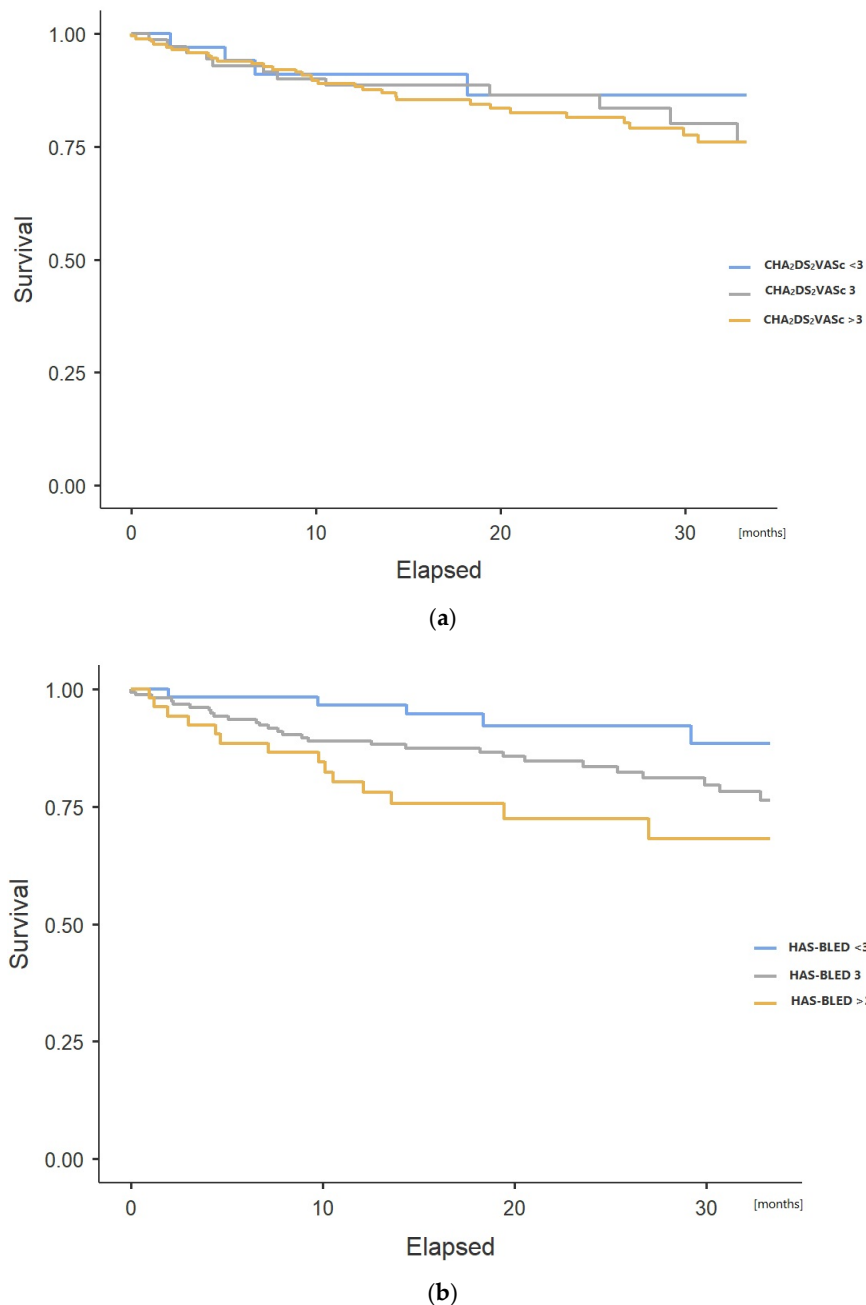 1.00
0.75
0.50
0.25
0.00
Survival
CHA₂DS₂VASc <3
CHA₂DS₂VASc 3
CHA₂DS₂VASc >3
0 10 20 30 [months]
Elapsed
(a)
1.00
0.75
0.50
0.25
0.00
Survival
HAS-BLED <3
HAS-BLED 3
HAS-BLED >
0 10 20 30 [months]
Elapsed
(b)